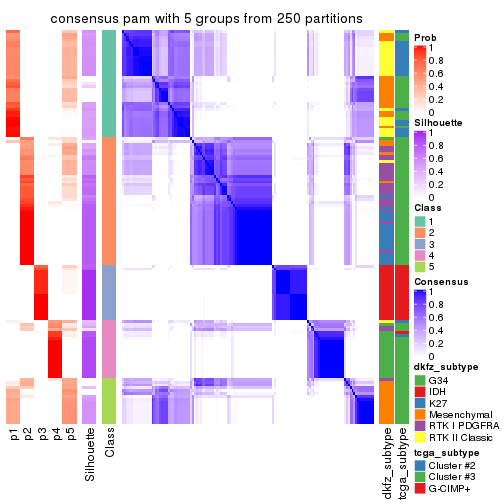 consensus pam with 5 groups from 250 partitions
Prob
1
0.8
0.6
0.4
0.2
0
Silhouette
1
0.8
0.6
0.4
0.2
0
Class
1
2
3
4
5
Consensus
1
0.8
0.6
0.4
0.2
0
dkfz_subtype
G34
IDH
K27
Mesenchymal
RTK I PDGFRA
RTK II Classic
tcga_subtype
Cluster #2
Cluster #3
G-CIMP+
p1
p2
p3
p4
p5
Silhouette
Class
dkfz_subtype
tcga_subtype